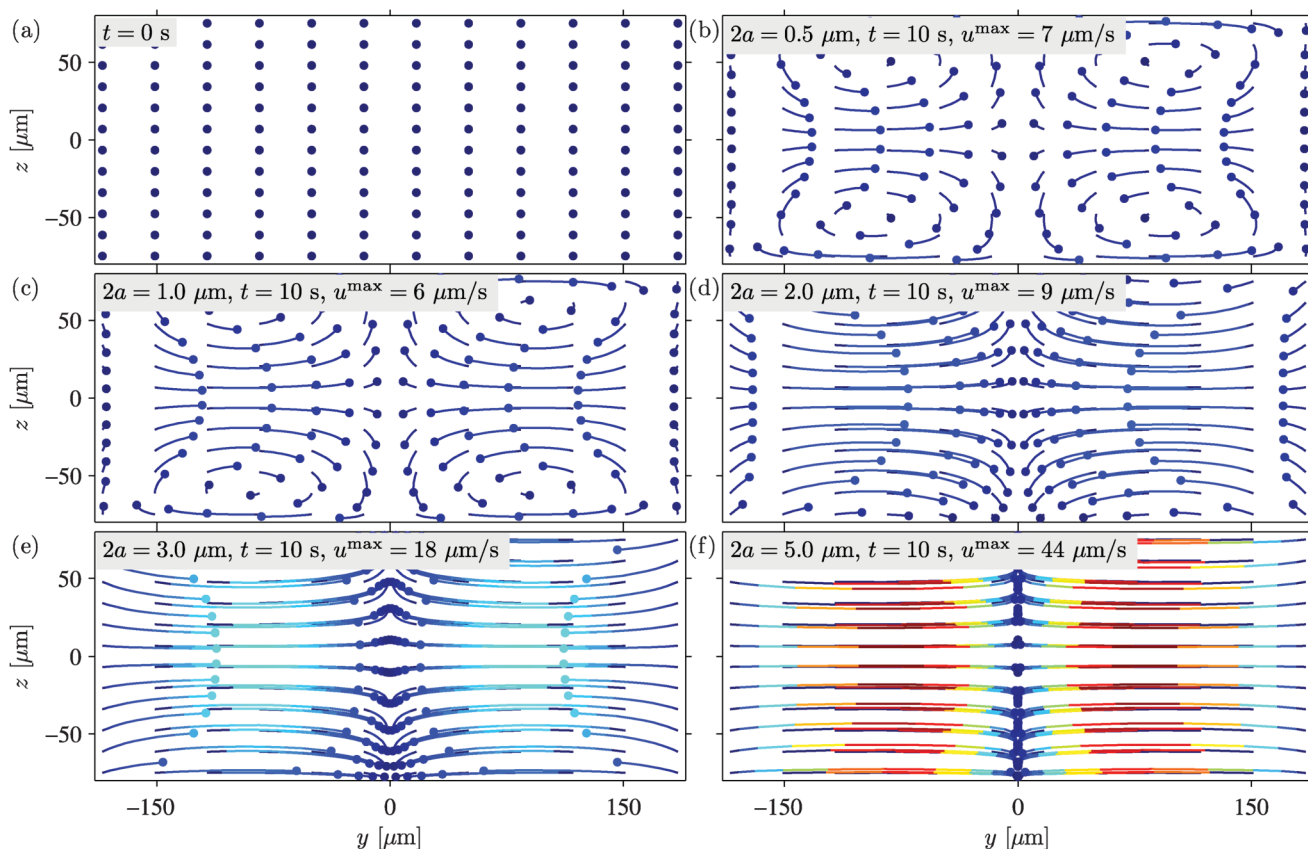 (a)
t = 0 s
(b)
2a = 0.5 μm, t = 10 s, u^max = 7 μm/s
50
0
−50
z [μm]
(c)
2a = 1.0 μm, t = 10 s, u^max = 6 μm/s
(d)
2a = 2.0 μm, t = 10 s, u^max = 9 μm/s
50
0
−50
z [μm]
(e)
2a = 3.0 μm, t = 10 s, u^max = 18 μm/s
(f)
2a = 5.0 μm, t = 10 s, u^max = 44 μm/s
50
0
−50
z [μm]
−150 0 150
−150 0 150
y [μm]
y [μm]